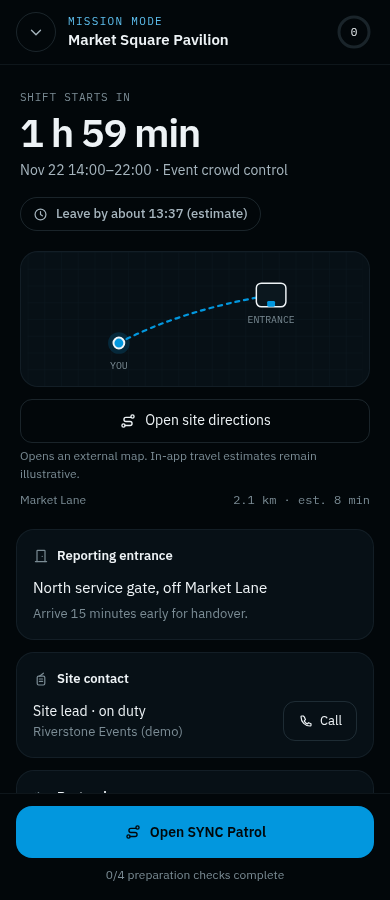 MISSION MODE
Market Square Pavilion
0
SHIFT STARTS IN
1 h 59 min
Nov 22 14:00–22:00 · Event crowd control
Leave by about 13:37 (estimate)
ENTRANCE
YOU
Open site directions
Opens an external map. In-app travel estimates remain
illustrative.
Market Lane 2.1 km · est. 8 min
Reporting entrance
North service gate, off Market Lane
Arrive 15 minutes early for handover.
Site contact
Site lead · on duty
Riverstone Events (demo)
Call
Open SYNC Patrol
0/4 preparation checks complete